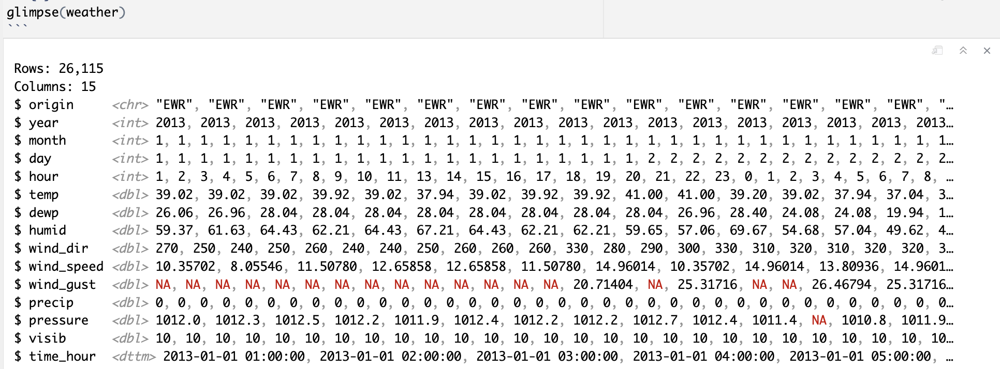 glimpse(weather)
```
Rows: 26,115
Columns: 15
$ origin     <chr> "EWR", "EWR", "EWR", "EWR", "EWR", "EWR", "EWR", "EWR", "EWR", "EWR", "EWR", "EWR", "EWR", "EWR", "EWR", "…
$ year       <int> 2013, 2013, 2013, 2013, 2013, 2013, 2013, 2013, 2013, 2013, 2013, 2013, 2013, 2013, 2013, 2013, 2013, 2013…
$ month      <int> 1, 1, 1, 1, 1, 1, 1, 1, 1, 1, 1, 1, 1, 1, 1, 1, 1, 1, 1, 1, 1, 1, 1, 1, 1, 1, 1, 1, 1, 1, 1, 1, 1, 1, 1, 1…
$ day        <int> 1, 1, 1, 1, 1, 1, 1, 1, 1, 1, 1, 1, 1, 1, 1, 1, 1, 1, 1, 1, 1, 1, 2, 2, 2, 2, 2, 2, 2, 2, 2, 2, 2, 2, 2, 2…
$ hour       <int> 1, 2, 3, 4, 5, 6, 7, 8, 9, 10, 11, 13, 14, 15, 16, 17, 18, 19, 20, 21, 22, 23, 0, 1, 2, 3, 4, 5, 6, 7, 8, …
$ temp       <dbl> 39.02, 39.02, 39.02, 39.92, 39.02, 37.94, 39.02, 39.92, 39.92, 41.00, 41.00, 39.20, 39.02, 37.94, 37.04, 3…
$ dewp       <dbl> 26.06, 26.96, 28.04, 28.04, 28.04, 28.04, 28.04, 28.04, 28.04, 28.04, 26.96, 28.40, 24.08, 24.08, 19.94, 1…
$ humid      <dbl> 59.37, 61.63, 64.43, 62.21, 64.43, 67.21, 64.43, 62.21, 62.21, 59.65, 57.06, 69.67, 54.68, 57.04, 49.62, 4…
$ wind_dir   <dbl> 270, 250, 240, 250, 260, 240, 240, 250, 260, 260, 260, 330, 280, 290, 300, 330, 310, 320, 310, 320, 320, 3…
$ wind_speed <dbl> 10.35702, 8.05546, 11.50780, 12.65858, 12.65858, 11.50780, 14.96014, 10.35702, 14.96014, 13.80936, 14.9601…
$ wind_gust  <dbl> NA, NA, NA, NA, NA, NA, NA, NA, NA, NA, NA, NA, NA, NA, 20.71404, NA, 25.31716, NA, NA, 26.46794, 25.31716…
$ precip     <dbl> 0, 0, 0, 0, 0, 0, 0, 0, 0, 0, 0, 0, 0, 0, 0, 0, 0, 0, 0, 0, 0, 0, 0, 0, 0, 0, 0, 0, 0, 0, 0, 0, 0, 0, 0, 0…
$ pressure   <dbl> 1012.0, 1012.3, 1012.5, 1012.2, 1011.9, 1012.4, 1012.2, 1012.2, 1012.7, 1012.4, 1011.4, NA, 1010.8, 1011.9…
$ visib      <dbl> 10, 10, 10, 10, 10, 10, 10, 10, 10, 10, 10, 10, 10, 10, 10, 10, 10, 10, 10, 10, 10, 10, 10, 10, 10, 10, 10…
$ time_hour  <dttm> 2013-01-01 01:00:00, 2013-01-01 02:00:00, 2013-01-01 03:00:00, 2013-01-01 04:00:00, 2013-01-01 05:00:00, …